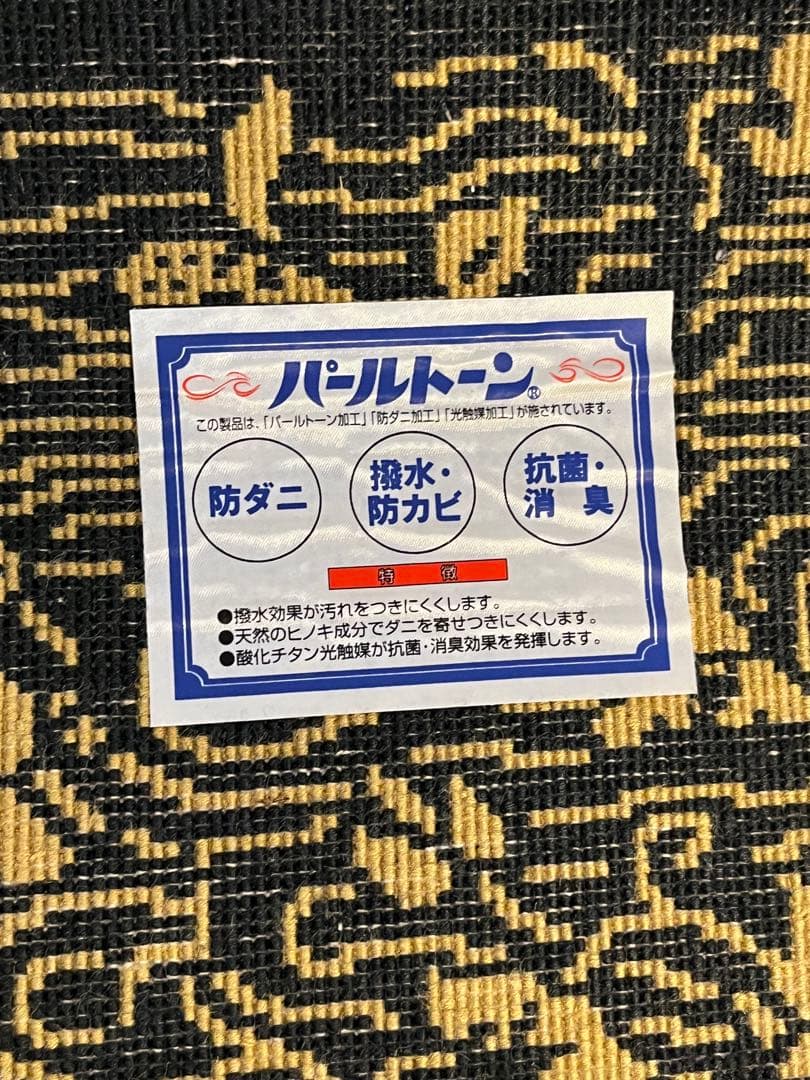 パールトーン®
この製品は、「パールトーン加工」「防ダニ加工」「光触媒加工」が施されています。
防ダニ
撥水・
防カビ
抗菌・
消 臭
特 徴
●撥水効果が汚れをつきにくくします。
●天然のヒノキ成分でダニを寄せつきにくくします。
●酸化チタン光触媒が抗菌・消臭効果を発揮します。